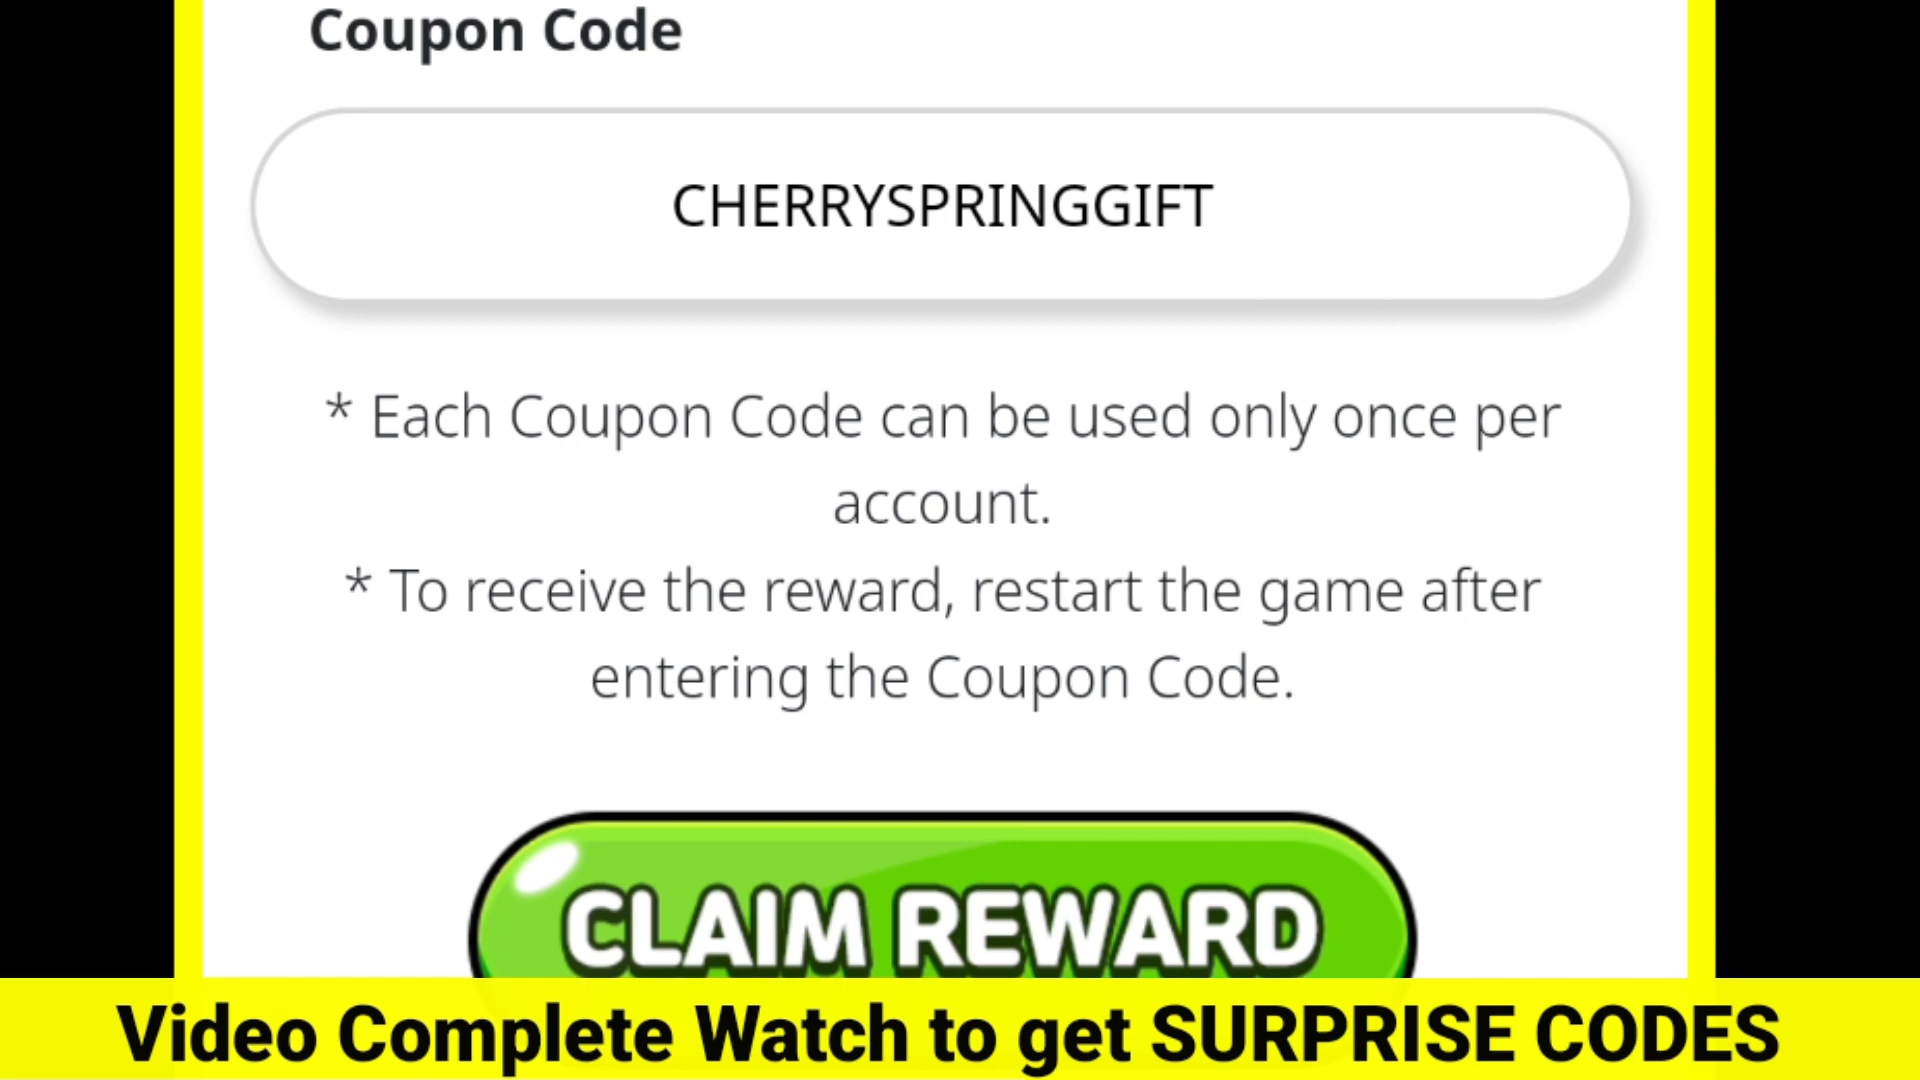 Coupon Code
CHERRYSPRINGGIFT
* Each Coupon Code can be used only once per
account.
* To receive the reward, restart the game after
entering the Coupon Code.
CLAIM REWARD
Video Complete Watch to get SURPRISE CODES